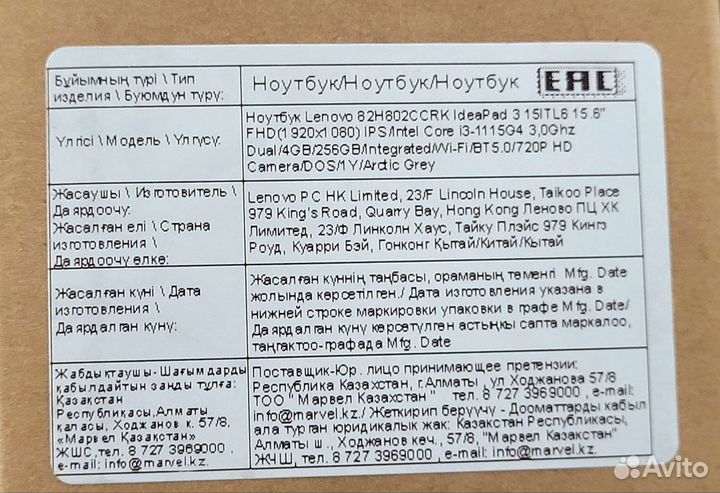 Бұйымның түрі \ Тип
изделия \ Буюмдун түрү:
Ноутбук/Ноутбук/Ноутбук EAC
Үлгісі \ Модель \ Үлгүсү:
Ноутбук Lenovo 82H802CCRK IdeaPad 3 15ITL6 15.6"
FHD(1920x1080) IPS/Intel Core i3-1115G4 3,0Ghz
Dual/4GB/256GB/Integrated/Wi-Fi/BT5.0/720P HD
Camera/DOS/1Y/Arctic Grey
Жасаушы \ Изготовитель \
Даярдоочу:
Жасалған елі \ Страна
изготовления \
Даярдоочу өлкө:
Lenovo PC HK Limited, 23/F Lincoln House, Taikoo Place
979 King's Road, Quarry Bay, Hong Kong Леново ПЦ ХК
Лимитед, 23/Ф Линколн Хаус, Тайку Плэйс 979 Кингз
Роуд, Куарри Бэй, Гонконг Қытай/Китай/Кытай
Жасалған күні \ Дата
изготовления \
Даярдалган күнү:
Жасалған күннің таңбасы, ораманың төменгі Mfg. Date
жолында көрсетілген./ Дата изготовления указана в
нижней строке маркировки упаковки в графе Mfg. Date/
Даярдалган күнү көрсөтүлгөн астыңкы сапта маркалоо,
таңгактоо-графада Mfg. Date
Жабдықтаушы- Шағымдарды
қабылдайтын заңды тұлға:
Қазақстан
Республикасы,Алматы
қаласы, Ходжанов к. 57/8,
«Марвел Қазақстан»
ЖШС,тел. 8 727 3969000 ,
e-mail: info@marvel.kz.
Поставщик-Юр. лицо принимающее претензии:
Республика Казахстан, г.Алматы , ул Ходжанова 57/8
ТОО " Марвел Казахстан " тел. 8 727 3969000 , e-mail:
info@marvel.kz./ Жеткирип берүүчү - Дооматтарды кабыл
ала турган юридикалык жак: Казахстан Республикасы,
Алматы ш., Ходжанов көч., 57/8, "Марвел Казакстан"
ЖЧШ, тел. 8 727 3969000 , e-mail: info@marvel.kz.
Avito